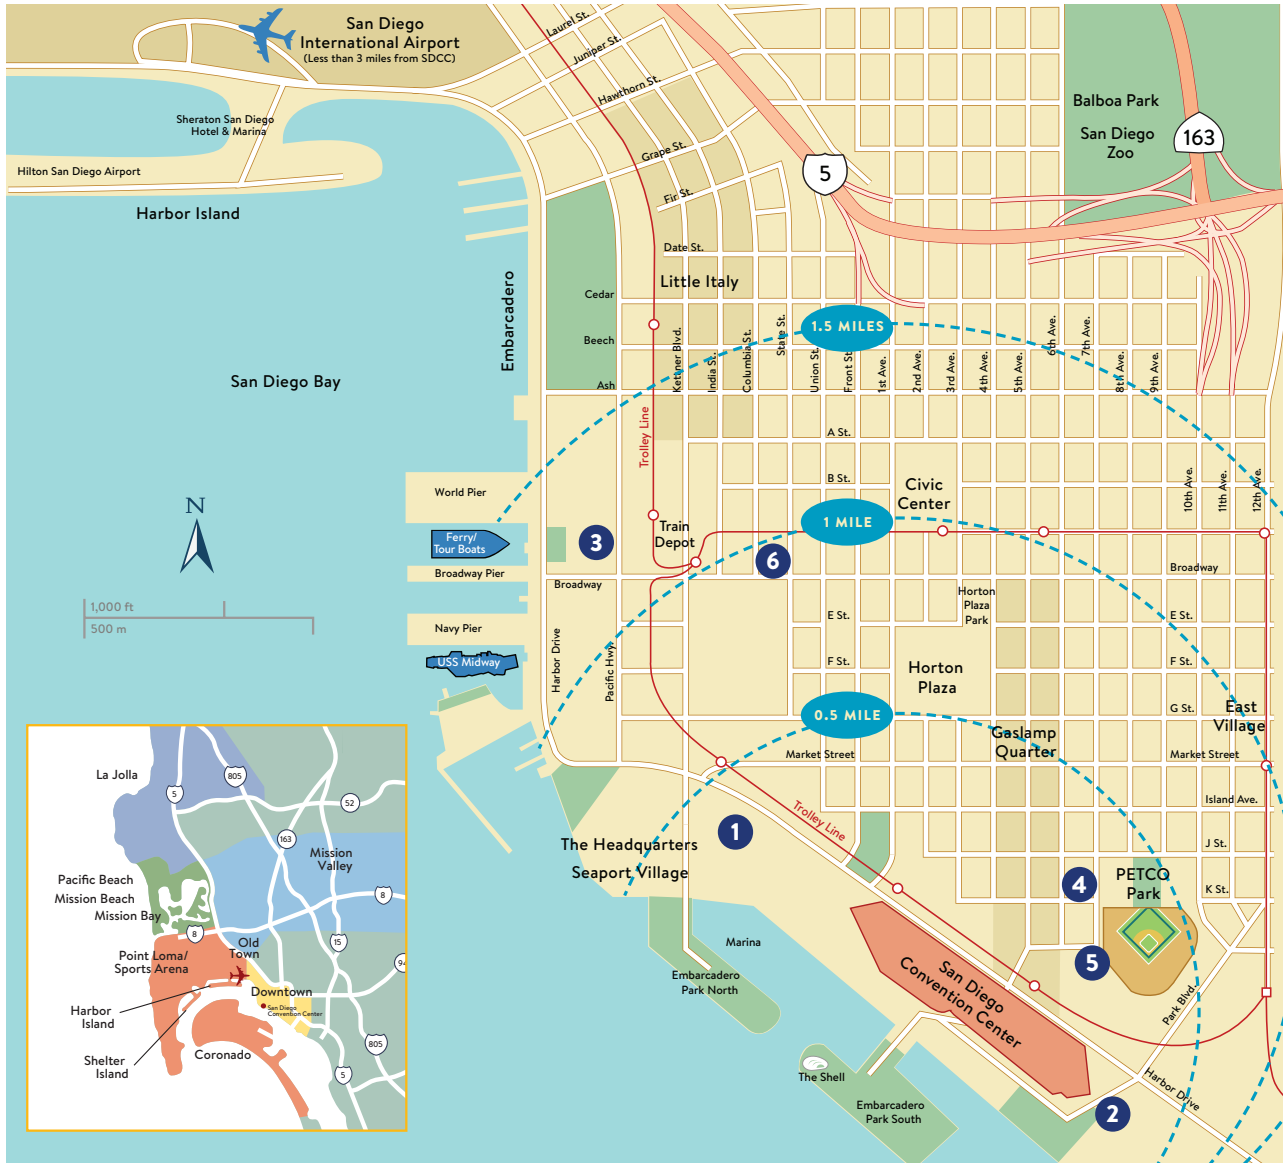 San Diego
International Airport
(Less than 3 miles from SDCC)
Laurel St.
Juniper St.
Hawthorn St.
Grape St.
Fir St.
Date St.
Little Italy
Balboa Park
San Diego
Zoo
163
5
Sheraton San Diego
Hotel & Marina
Hilton San Diego Airport
Harbor Island
Embarcadero
San Diego Bay
Cedar
Beech
Ash
1.5 MILES
Kettner Blvd.
India St.
Columbia St.
State St.
Union St.
Front St.
1st Ave.
2nd Ave.
3rd Ave.
4th Ave.
5th Ave.
6th Ave.
7th Ave.
8th Ave.
9th Ave.
10th Ave.
11th Ave.
12th Ave.
Trolley Line
A St.
B St.
Civic
Center
1 MILE
Train
Depot
3
6
N
1,000 ft
500 m
World Pier
Ferry/
Tour Boats
Broadway Pier
Navy Pier
USS Midway
Broadway
Broadway
Harbor Drive
Pacific Hwy.
Horton
Plaza
Park
E St.
E St.
F St.
F St.
Horton
Plaza
G St.
East
Village
0.5 MILE
Gaslamp
Quarter
Market Street
Market Street
Island Ave.
J St.
K St.
Trolley Line
1
The Headquarters
Seaport Village
4
PETCO
Park
5
Marina
Embarcadero
Park North
San Diego
Convention Center
Park Blvd.
Harbor Drive
2
The Shell
Embarcadero
Park South
La Jolla
805
5
52
163
Mission
Valley
Pacific Beach
Mission Beach
Mission Bay
8
8
15
Old
Town
Point Loma/
Sports Arena
94
Downtown
San Diego
Convention Center
Harbor
Island
Shelter
Island
Coronado
805
5